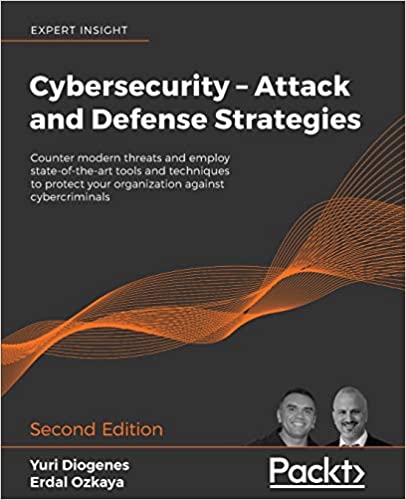 EXPERT INSIGHT
Cybersecurity – Attack
and Defense Strategies
Counter modern threats and employ
state-of-the-art tools and techniques
to protect your organization against
cybercriminals
Second Edition
Yuri Diogenes
Erdal Ozkaya
Packt>